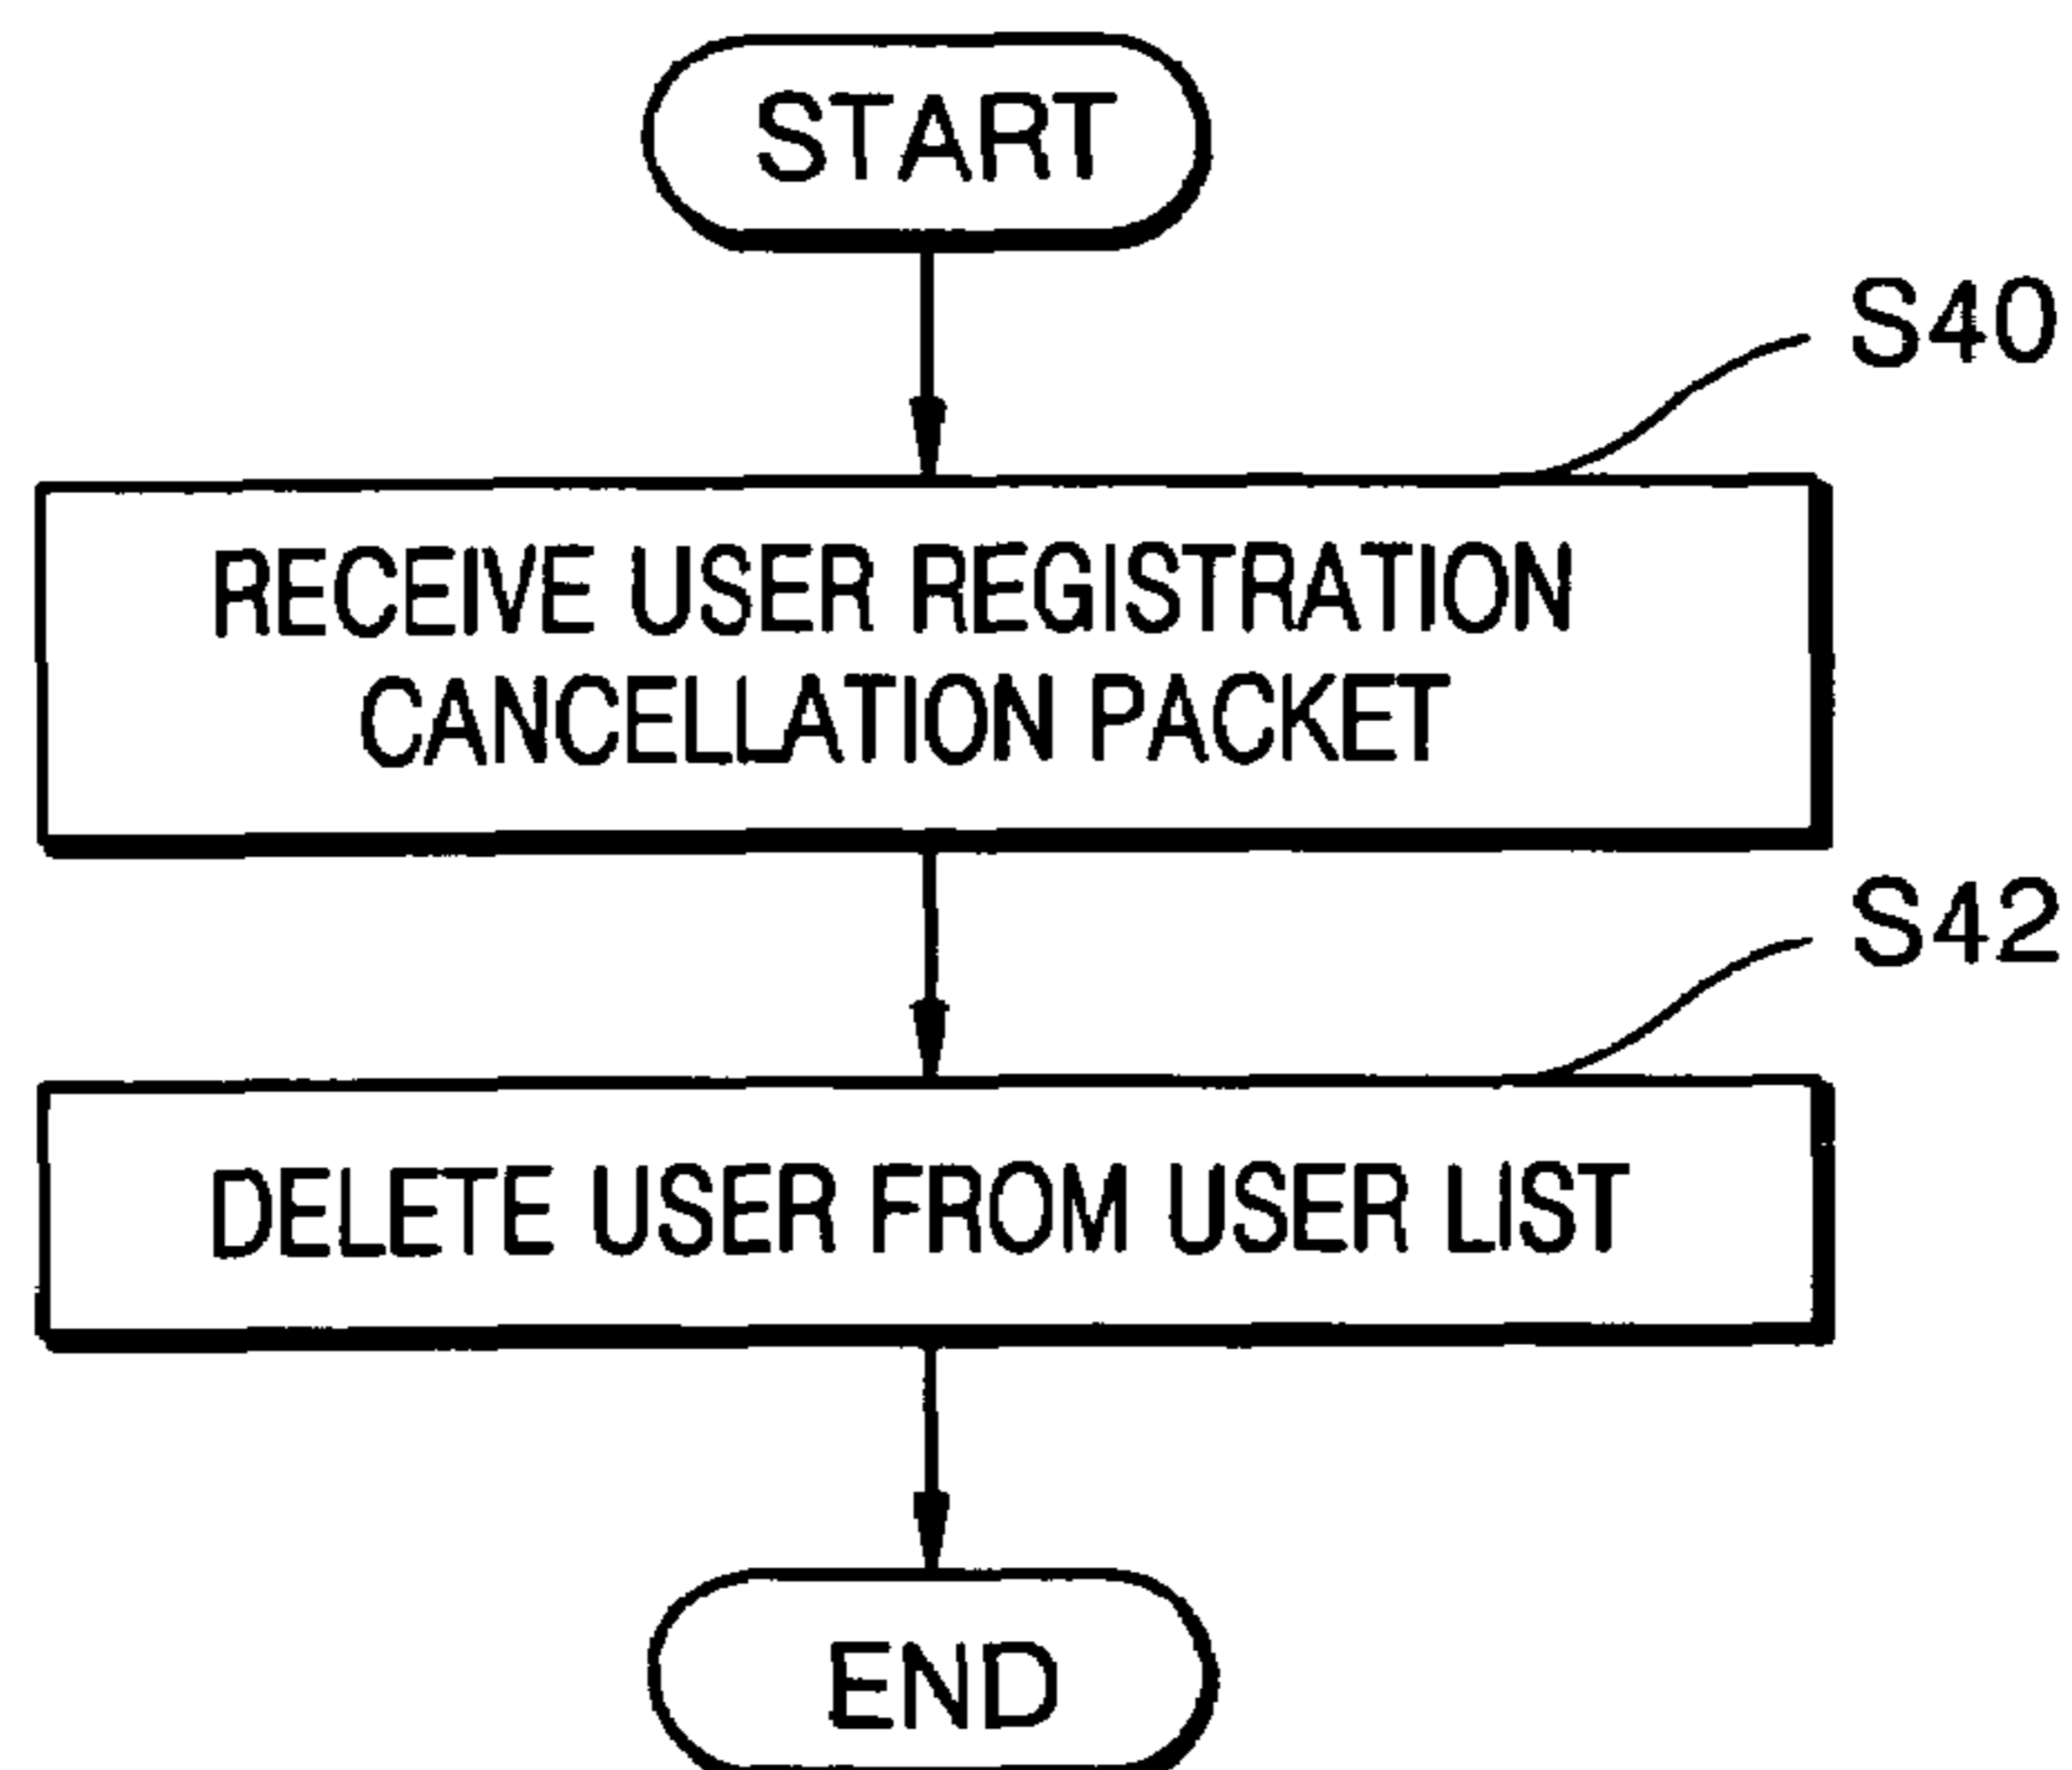 START
S40
RECEIVE USER REGISTRATION
CANCELLATION PACKET
S42
DELETE USER FROM USER LIST
END